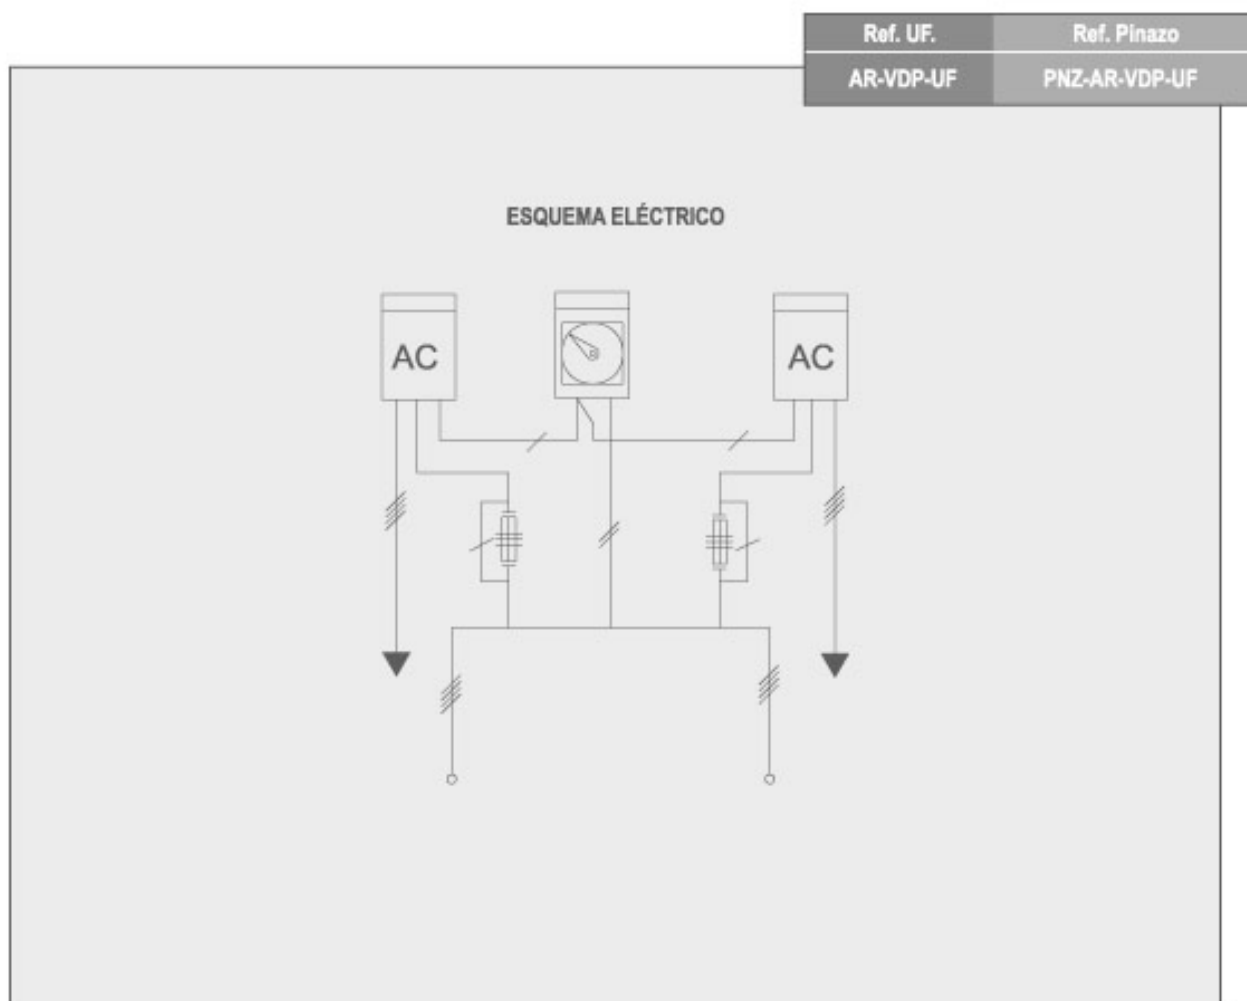 Ref. UF. Ref. Pinazo
AR-VDP-UF PNZ-AR-VDP-UF
ESQUEMA ELÉCTRICO
AC AC